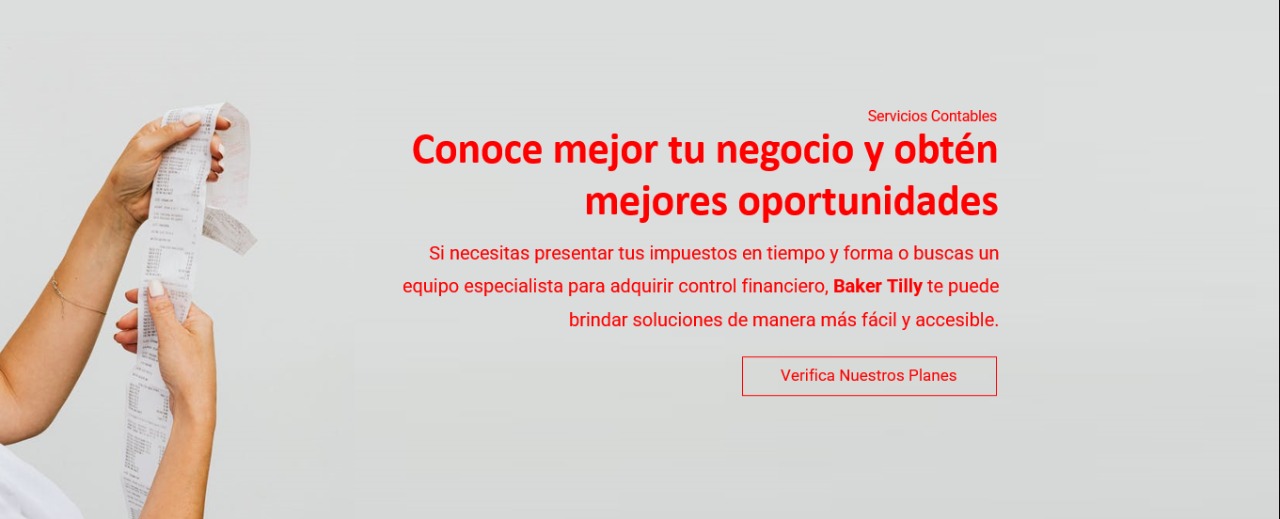 Servicios Contables
Conoce mejor tu negocio y obtén
mejores oportunidades
Si necesitas presentar tus impuestos en tiempo y forma o buscas un
equipo especialista para adquirir control financiero, Baker Tilly te puede
brindar soluciones de manera más fácil y accesible.
Verifica Nuestros Planes